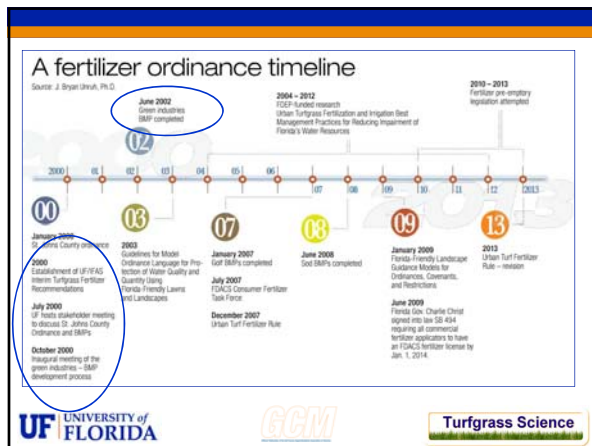 A fertilizer ordinance timeline
Source: J. Bryan Unruh, Ph.D.
June 2002
Green industries
BMP completed
2004 – 2012
FDEP-funded research
Urban Turfgrass Fertilization and Irrigation Best
Management Practices for Reducing Impairment of
Florida's Water Resources
2010 – 2013
Fertilizer pre-emptory
legislation attempted
2000
2013
02
2000 01 02 03 04 05 06 07 08 09 10 11 12 2013
00
January 2000
St. Johns County ordinance
2000
Establishment of UF/IFAS
Interim Turfgrass Fertilizer
Recommendations
July 2000
UF hosts stakeholder meeting
to discuss St. Johns County
Ordinance and BMPs
October 2000
Inaugural meeting of the
green industries – BMP
development process
03
2003
Guidelines for Model
Ordinance Language for Pro-
tection of Water Quality and
Quantity Using
Florida-Friendly Lawns
and Landscapes
07
January 2007
Golf BMPs completed
July 2007
FDACS Consumer Fertilizer
Task Force
December 2007
Urban Turf Fertilizer Rule
08
June 2008
Sod BMPs completed
09
January 2009
Florida-Friendly Landscape
Guidance Models for
Ordinances, Covenants,
and Restrictions
June 2009
Florida Gov. Charlie Christ
signed into law SB 494
requiring all commercial
fertilizer applicators to have
an FDACS fertilizer license by
Jan. 1, 2014.
13
2013
Urban Turf Fertilizer
Rule – revision
UF UNIVERSITY of
FLORIDA
GCM
Turfgrass Science